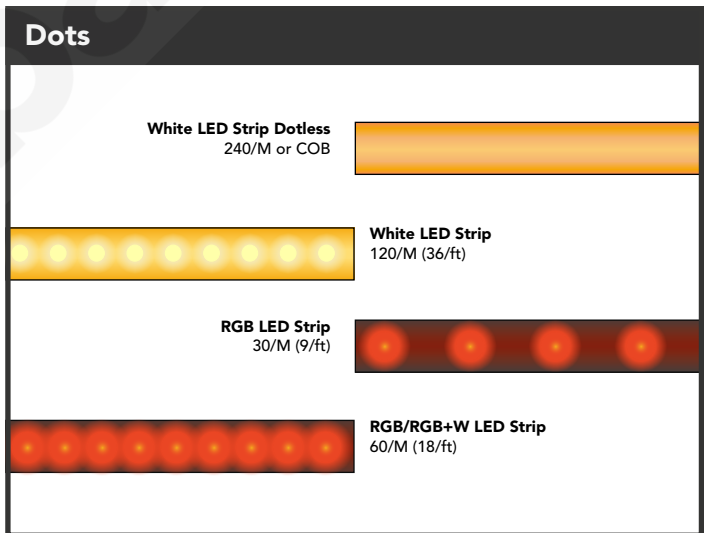 Dots
White LED Strip Dotless
240/M or COB
White LED Strip
120/M (36/ft)
RGB LED Strip
30/M (9/ft)
RGB/RGB+W LED Strip
60/M (18/ft)